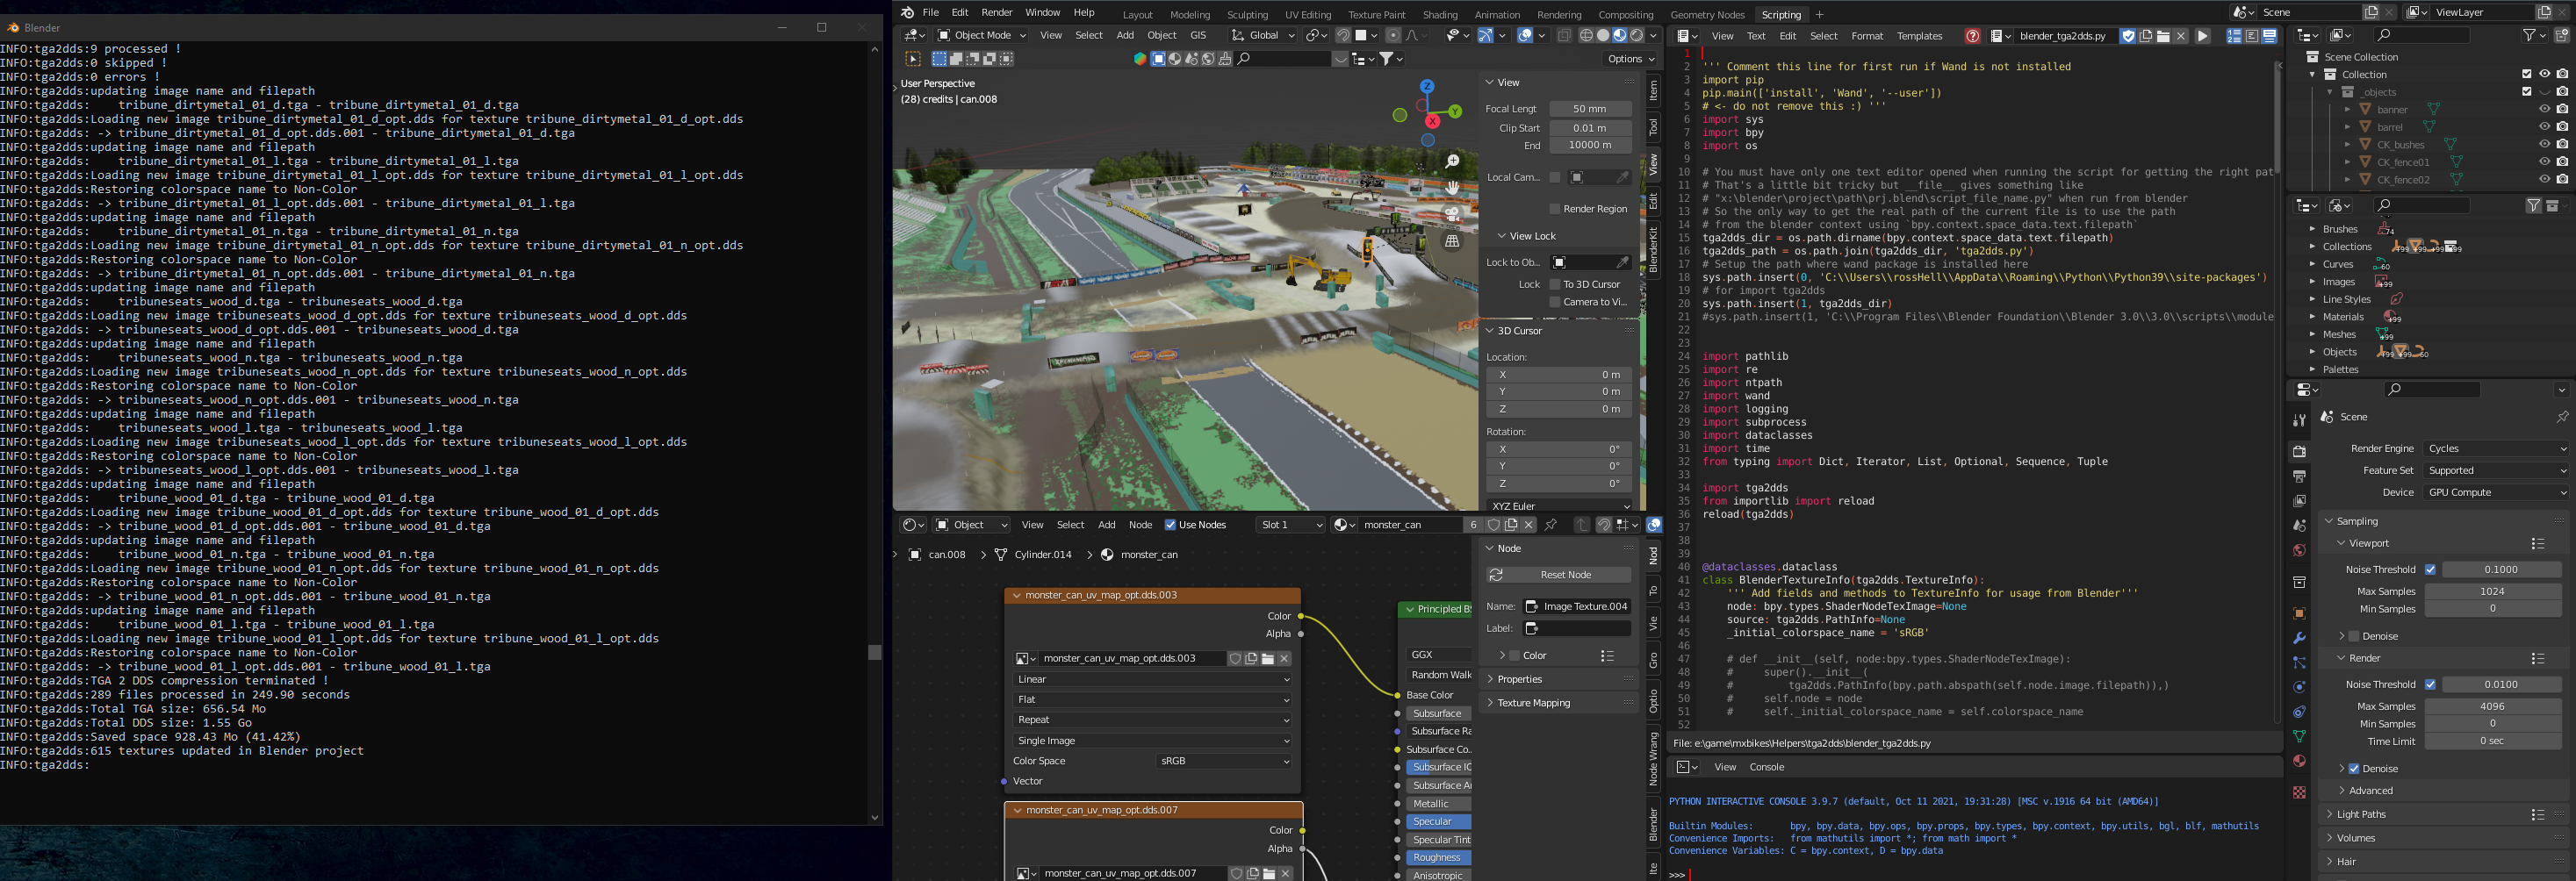 Blender
INFO:tga2dds:9 processed !
INFO:tga2dds:0 skipped !
INFO:tga2dds:0 errors !
INFO:tga2dds:updating image name and filepath
INFO:tga2dds:    tribune_dirtymetal_01_d.tga - tribune_dirtymetal_01_d.tga
INFO:tga2dds:Loading new image tribune_dirtymetal_01_d_opt.dds for texture tribune_dirtymetal_01_d_opt.dds
INFO:tga2dds: -> tribune_dirtymetal_01_d_opt.dds.001 - tribune_dirtymetal_01_d.tga
INFO:tga2dds:updating image name and filepath
INFO:tga2dds:    tribune_dirtymetal_01_l.tga - tribune_dirtymetal_01_l.tga
INFO:tga2dds:Loading new image tribune_dirtymetal_01_l_opt.dds for texture tribune_dirtymetal_01_l_opt.dds
INFO:tga2dds:Restoring colorspace name to Non-Color
INFO:tga2dds: -> tribune_dirtymetal_01_l_opt.dds.001 - tribune_dirtymetal_01_l.tga
INFO:tga2dds:updating image name and filepath
INFO:tga2dds:    tribune_dirtymetal_01_n.tga - tribune_dirtymetal_01_n.tga
INFO:tga2dds:Loading new image tribune_dirtymetal_01_n_opt.dds for texture tribune_dirtymetal_01_n_opt.dds
INFO:tga2dds:Restoring colorspace name to Non-Color
INFO:tga2dds: -> tribune_dirtymetal_01_n_opt.dds.001 - tribune_dirtymetal_01_n.tga
INFO:tga2dds:updating image name and filepath
INFO:tga2dds:    tribuneseats_wood_d.tga - tribuneseats_wood_d.tga
INFO:tga2dds:Loading new image tribuneseats_wood_d_opt.dds for texture tribuneseats_wood_d_opt.dds
INFO:tga2dds: -> tribuneseats_wood_d_opt.dds.001 - tribuneseats_wood_d.tga
INFO:tga2dds:updating image name and filepath
INFO:tga2dds:    tribuneseats_wood_n.tga - tribuneseats_wood_n.tga
INFO:tga2dds:Loading new image tribuneseats_wood_n_opt.dds for texture tribuneseats_wood_n_opt.dds
INFO:tga2dds:Restoring colorspace name to Non-Color
INFO:tga2dds: -> tribuneseats_wood_n_opt.dds.001 - tribuneseats_wood_n.tga
INFO:tga2dds:updating image name and filepath
INFO:tga2dds:    tribuneseats_wood_l.tga - tribuneseats_wood_l.tga
INFO:tga2dds:Loading new image tribuneseats_wood_l_opt.dds for texture tribuneseats_wood_l_opt.dds
INFO:tga2dds:Restoring colorspace name to Non-Color
INFO:tga2dds: -> tribuneseats_wood_l_opt.dds.001 - tribuneseats_wood_l.tga
INFO:tga2dds:updating image name and filepath
INFO:tga2dds:    tribune_wood_01_d.tga - tribune_wood_01_d.tga
INFO:tga2dds:Loading new image tribune_wood_01_d_opt.dds for texture tribune_wood_01_d_opt.dds
INFO:tga2dds: -> tribune_wood_01_d_opt.dds.001 - tribune_wood_01_d.tga
INFO:tga2dds:updating image name and filepath
INFO:tga2dds:    tribune_wood_01_n.tga - tribune_wood_01_n.tga
INFO:tga2dds:Loading new image tribune_wood_01_n_opt.dds for texture tribune_wood_01_n_opt.dds
INFO:tga2dds:Restoring colorspace name to Non-Color
INFO:tga2dds: -> tribune_wood_01_n_opt.dds.001 - tribune_wood_01_n.tga
INFO:tga2dds:updating image name and filepath
INFO:tga2dds:    tribune_wood_01_l.tga - tribune_wood_01_l.tga
INFO:tga2dds:Loading new image tribune_wood_01_l_opt.dds for texture tribune_wood_01_l_opt.dds
INFO:tga2dds:Restoring colorspace name to Non-Color
INFO:tga2dds: -> tribune_wood_01_l_opt.dds.001 - tribune_wood_01_l.tga
INFO:tga2dds:TGA 2 DDS compression terminated !
INFO:tga2dds:289 files processed in 249.90 seconds
INFO:tga2dds:Total TGA size: 656.54 Mo
INFO:tga2dds:Total DDS size: 1.55 Go
INFO:tga2dds:Saved space 928.43 Mo (41.42%)
INFO:tga2dds:615 textures updated in Blender project
INFO:tga2dds:
File Edit Render Window Help Layout Modeling Sculpting UV Editing Texture Paint Shading Animation Rendering Compositing Geometry Nodes Scripting + Scene ViewLayer
Object Mode View Select Add Object GIS Global
Options
User Perspective
(28) credits | can.008
Z
Y
X
View
Focal Lengt 50 mm
Clip Start 0.01 m
End 10000 m
Local Cam...
Render Region
View Lock
Lock to Ob...
Lock To 3D Cursor
Camera to Vi...
3D Cursor
Location:
X 0 m
Y 0 m
Z 0 m
Rotation:
X 0°
Y 0°
Z 0°
XYZ Euler
Item
Tool
View
Edit
BlenderKit
Object View Select Add Node Use Nodes Slot 1 monster_can 6
can.008 > Cylinder.014 > monster_can
monster_can_uv_map_opt.dds.003
Color
Alpha
monster_can_uv_map_opt.dds.003
Linear
Flat
Repeat
Single Image
Color Space sRGB
Vector
monster_can_uv_map_opt.dds.007
Color
Alpha
monster_can_uv_map_opt.dds.007
Principled BS
GGX
Random Walk
Base Color
Subsurface
Subsurface Ra
Subsurface Co..
Subsurface IO
Subsurface An
Metallic
Specular
Specular Tint
Roughness
Anisotropic
Node
Reset Node
Name: Image Texture.004
Label:
Color
Properties
Texture Mapping
Nod
To
Vie
Gro
Optio
Node Wrang
Blender
Ite
View Text Edit Select Format Templates blender_tga2dds.py
1
2 ''' Comment this line for first run if Wand is not installed
3 import pip
4 pip.main(['install', 'Wand', '--user'])
5 # <- do not remove this :) '''
6 import sys
7 import bpy
8 import os
9
10 # You must have only one text editor opened when running the script for getting the right pat
11 # That's a little bit tricky but __file__ gives something like
12 # "x:\blender\project\path\prj.blend\script_file_name.py" when run from blender
13 # So the only way to get the real path of the current file is to use the path
14 # from the blender context using `bpy.context.space_data.text.filepath`
15 tga2dds_dir = os.path.dirname(bpy.context.space_data.text.filepath)
16 tga2dds_path = os.path.join(tga2dds_dir, 'tga2dds.py')
17 # Setup the path where wand package is installed here
18 sys.path.insert(0, 'C:\\Users\\rossHell\\AppData\\Roaming\\Python\\Python39\\site-packages')
19 # for import tga2dds
20 sys.path.insert(1, tga2dds_dir)
21 #sys.path.insert(1, 'C:\\Program Files\\Blender Foundation\\Blender 3.0\\3.0\\scripts\\module
22
23
24 import pathlib
25 import re
26 import ntpath
27 import wand
28 import logging
29 import subprocess
30 import dataclasses
31 import time
32 from typing import Dict, Iterator, List, Optional, Sequence, Tuple
33
34 import tga2dds
35 from importlib import reload
36 reload(tga2dds)
37
38
39
40 @dataclasses.dataclass
41 class BlenderTextureInfo(tga2dds.TextureInfo):
42     ''' Add fields and methods to TextureInfo for usage from Blender'''
43     node: bpy.types.ShaderNodeTexImage=None
44     source: tga2dds.PathInfo=None
45     _initial_colorspace_name = 'sRGB'
46
47     # def __init__(self, node:bpy.types.ShaderNodeTexImage):
48     #     super().__init__(
49     #         tga2dds.PathInfo(bpy.path.abspath(self.node.image.filepath)),)
50     #     self.node = node
51     #     self._initial_colorspace_name = self.colorspace_name
52
File: e:\game\mxbikes\Helpers\tga2dds\blender_tga2dds.py
View Console
PYTHON INTERACTIVE CONSOLE 3.9.7 (default, Oct 11 2021, 19:31:28) [MSC v.1916 64 bit (AMD64)]
Builtin Modules:       bpy, bpy.data, bpy.ops, bpy.props, bpy.types, bpy.context, bpy.utils, bgl, blf, mathutils
Convenience Imports:   from mathutils import *; from math import *
Convenience Variables: C = bpy.context, D = bpy.data
>>>
Scene Collection
Collection
_objects
banner
barrel
CK_bushes
CK_fence01
CK_fence02
Brushes 74
Collections +99 +99 +99 +99
Curves 60
Images +99
Line Styles
Materials +99
Meshes +99
Objects +99 +99 60
Palettes
Scene
Render Engine Cycles
Feature Set Supported
Device GPU Compute
Sampling
Viewport
Noise Threshold 0.1000
Max Samples 1024
Min Samples 0
Denoise
Render
Noise Threshold 0.0100
Max Samples 4096
Min Samples 0
Time Limit 0 sec
Denoise
Advanced
Light Paths
Volumes
Hair